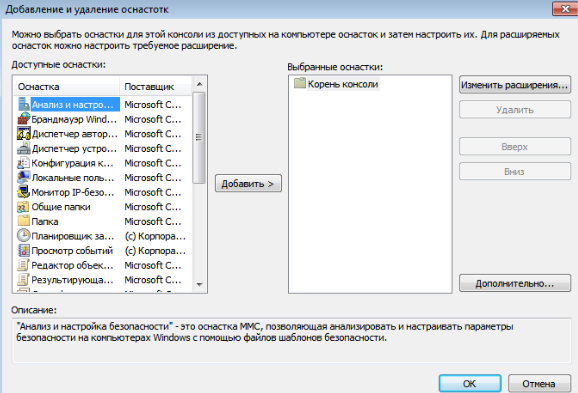 Добавление и удаление оснастотк
Можно выбрать оснастки для этой консоли из доступных на компьютере оснасток и затем настроить их. Для расширяемых
оснасток можно настроить требуемое расширение.
Доступные оснастки:
Выбранные оснастки:
Оснастка Поставщик
Анализ и настро... Microsoft C...
Брандмауэр Wind... Microsoft C...
Диспетчер автор... Microsoft C...
Диспетчер устро... Microsoft C...
Конфигурация к... Microsoft C...
Локальные поль... Microsoft C...
Монитор IP-безо... Microsoft C...
Общие папки Microsoft C...
Папка Microsoft C...
Планировщик за... (c) Корпора...
Просмотр событий (c) Корпора...
Редактор объек... Microsoft C...
Результирующа... Microsoft C...
Добавить >
Корень консоли
Изменить расширения...
Удалить
Вверх
Вниз
Дополнительно...
Описание:
"Анализ и настройка безопасности" - это оснастка MMC, позволяющая анализировать и настраивать параметры
безопасности на компьютерах Windows с помощью файлов шаблонов безопасности.
ОК
Отмена